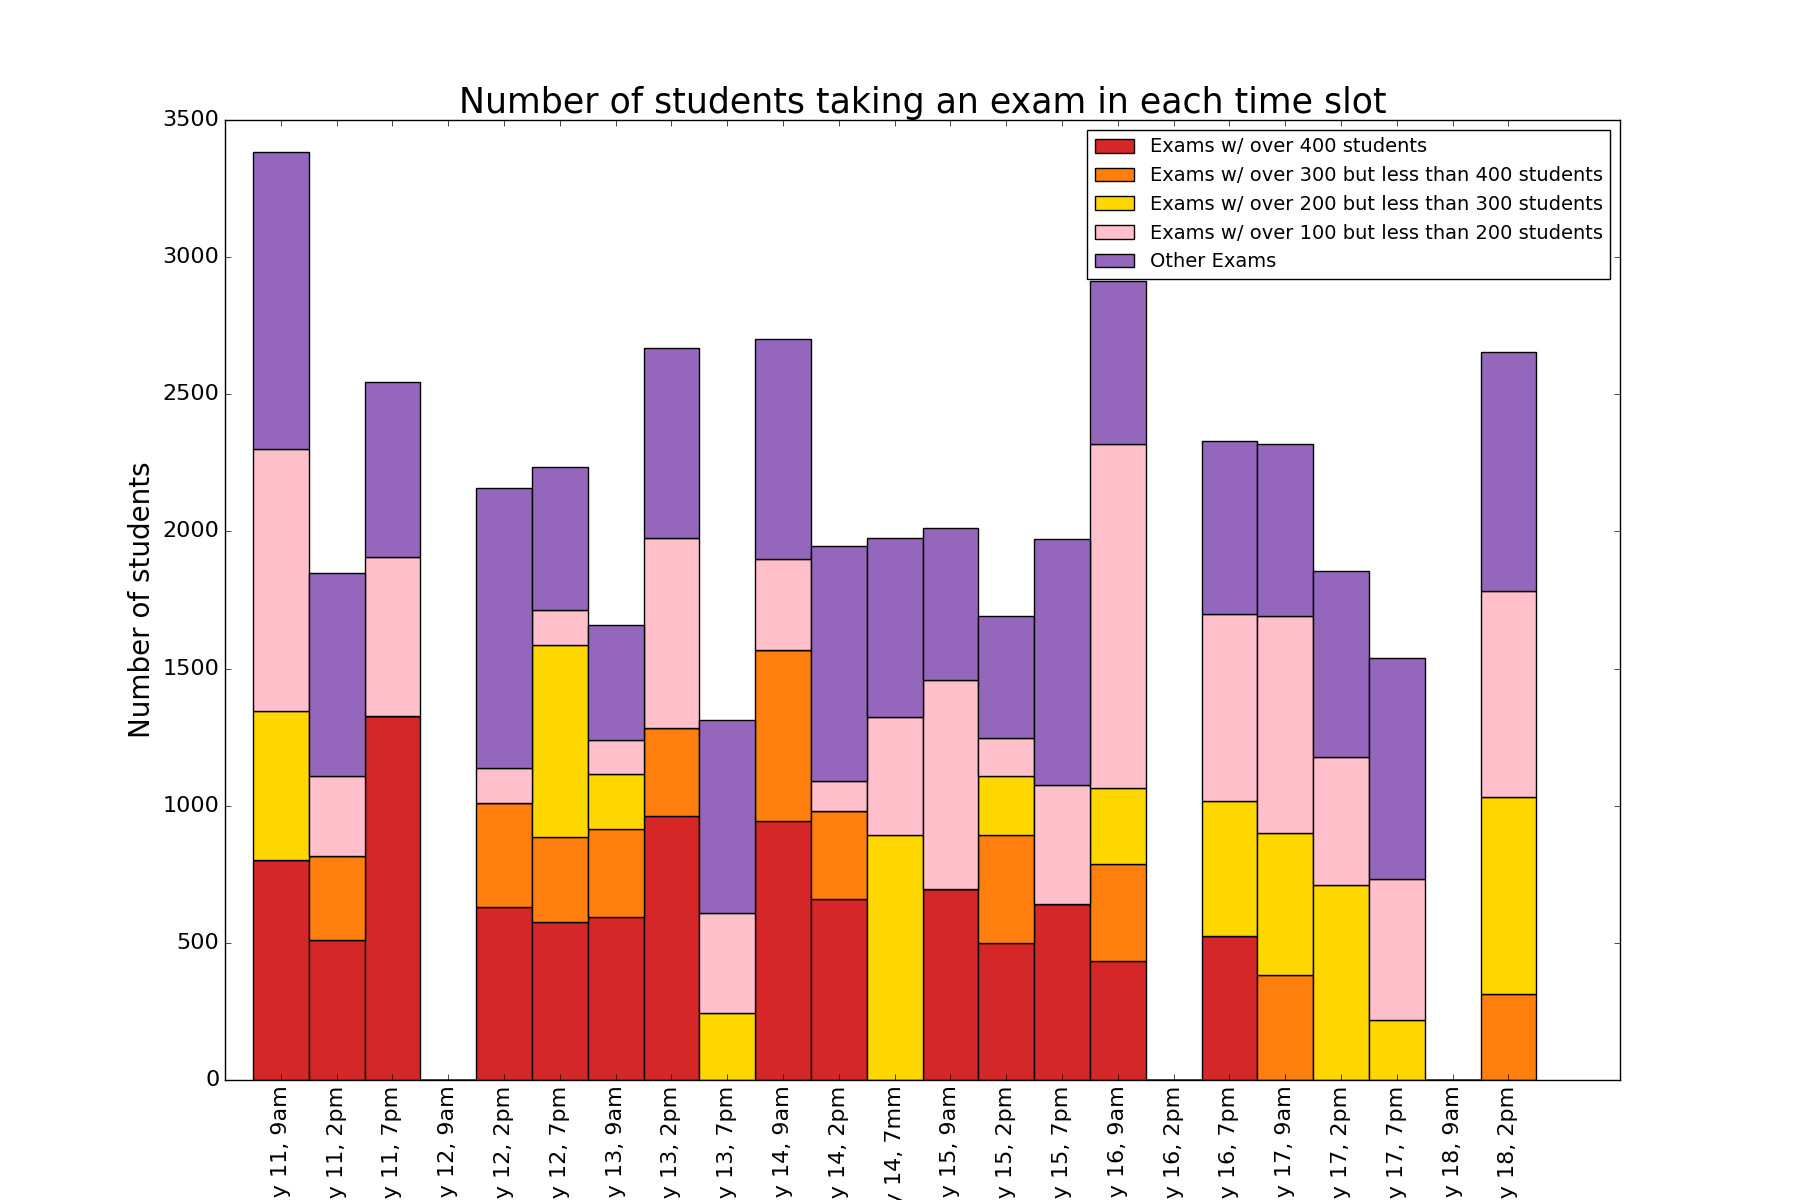 Number of students taking an exam in each time slot
Number of students
3500
3000
2500
2000
1500
1000
500
0
Exams w/ over 400 students
Exams w/ over 300 but less than 400 students
Exams w/ over 200 but less than 300 students
Exams w/ over 100 but less than 200 students
Other Exams
y 11, 9am
y 11, 2pm
y 11, 7pm
y 12, 9am
y 12, 2pm
y 12, 7pm
y 13, 9am
y 13, 2pm
y 13, 7pm
y 14, 9am
y 14, 2pm
y 14, 7mm
y 15, 9am
y 15, 2pm
y 15, 7pm
y 16, 9am
y 16, 2pm
y 16, 7pm
y 17, 9am
y 17, 2pm
y 17, 7pm
y 18, 9am
y 18, 2pm